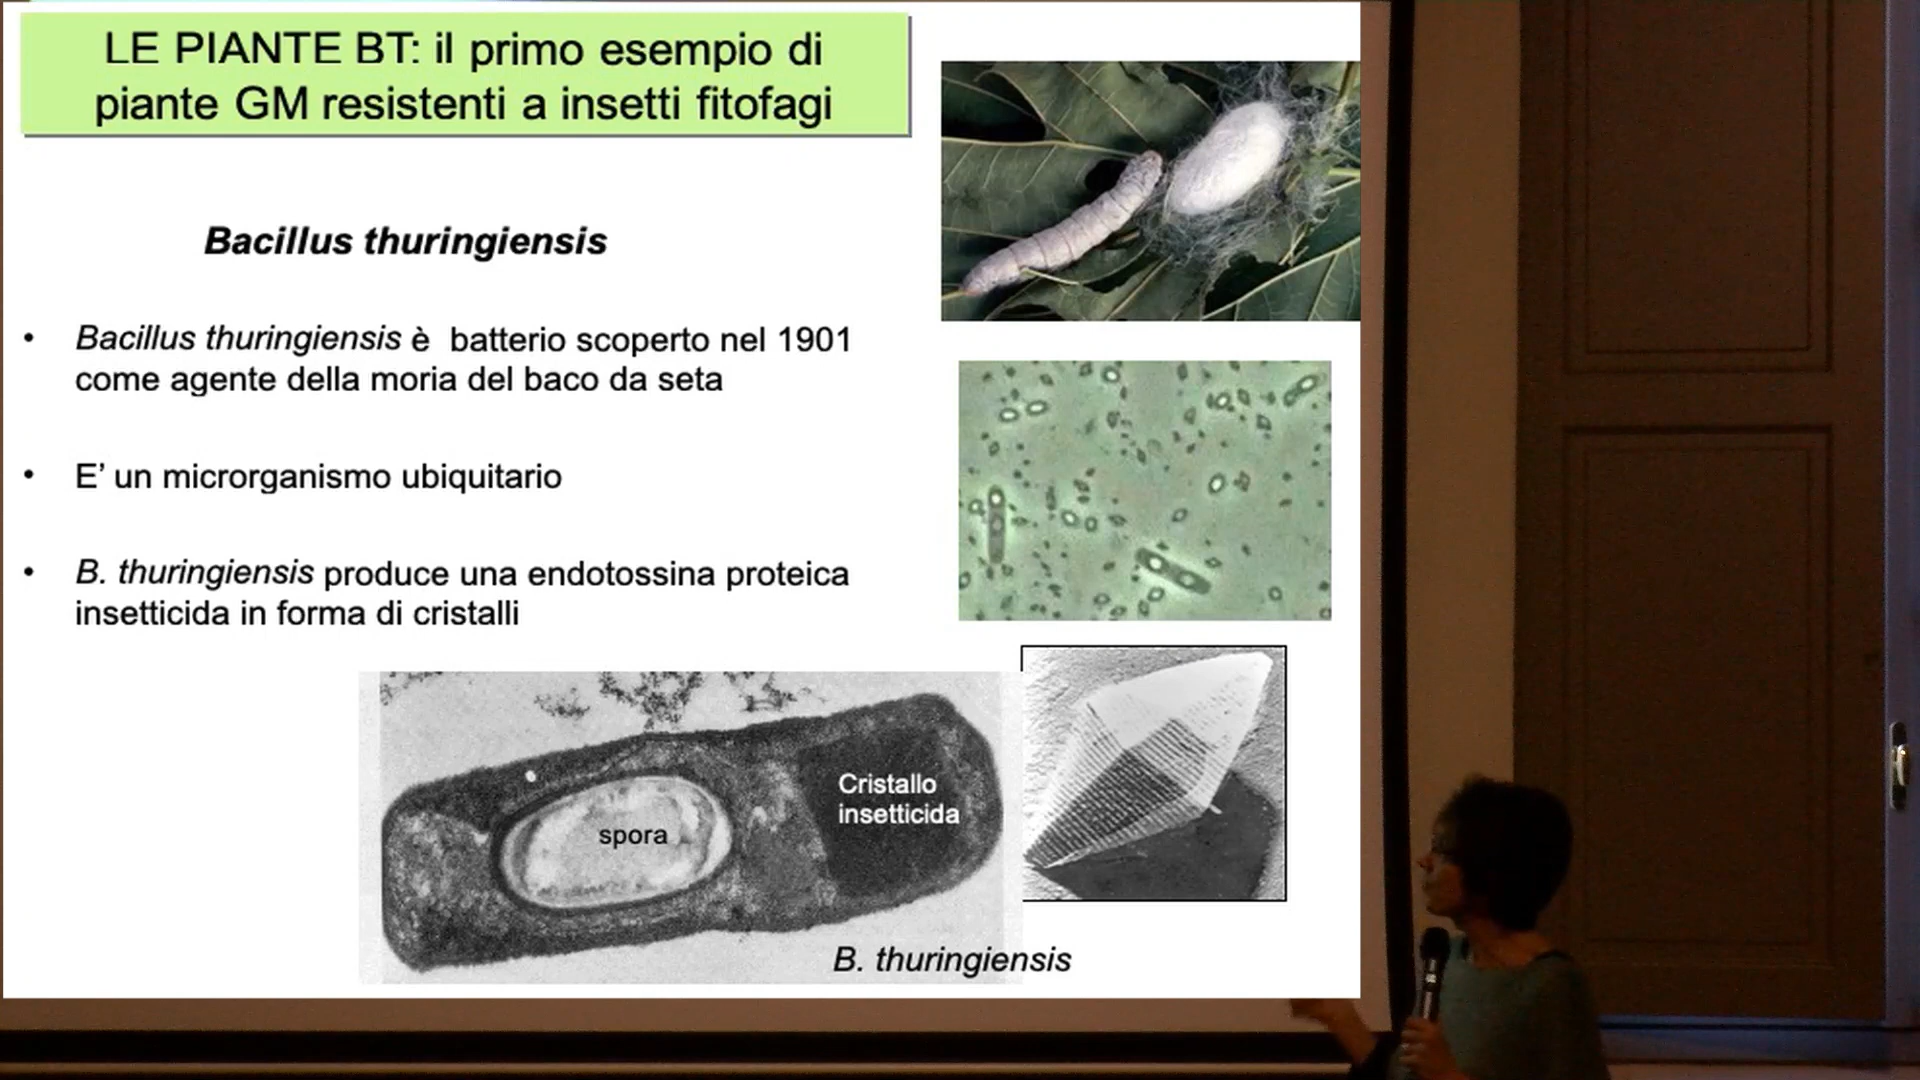 LE PIANTE BT: il primo esempio di
piante GM resistenti a insetti fitofagi
Bacillus thuringiensis
• Bacillus thuringiensis è batterio scoperto nel 1901
come agente della moria del baco da seta
• E’ un microrganismo ubiquitario
• B. thuringiensis produce una endotossina proteica
insetticida in forma di cristalli
Cristallo
insetticida
spora
B. thuringiensis